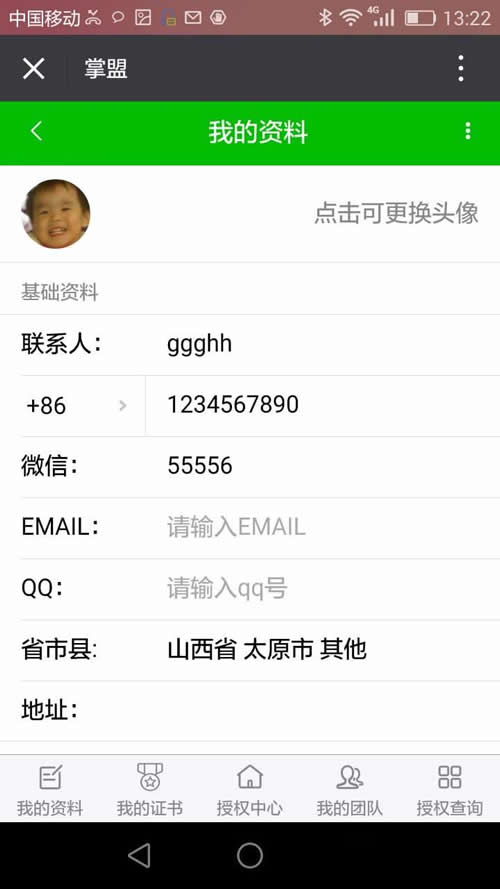 中国移动 4G 13:22
掌盟
我的资料
点击可更换头像
基础资料
联系人： ggghh
+86 1234567890
微信： 55556
EMAIL： 请输入EMAIL
QQ： 请输入qq号
省市县: 山西省 太原市 其他
地址：
我的资料 我的证书 授权中心 我的团队 授权查询